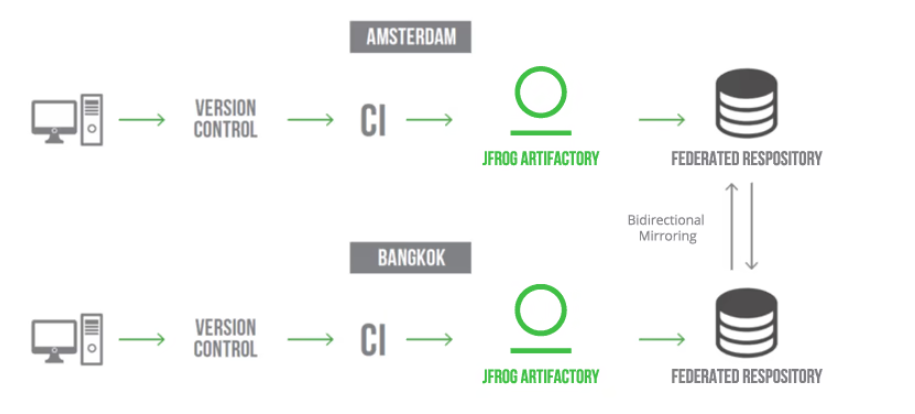 AMSTERDAM
VERSION
CONTROL
CI
JFROG ARTIFACTORY
FEDERATED RESPOSITORY
Bidirectional
Mirroring
BANGKOK
VERSION
CONTROL
CI
JFROG ARTIFACTORY
FEDERATED RESPOSITORY